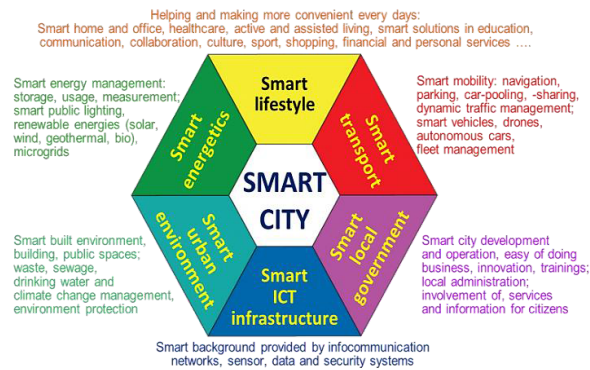 Helping and making more convenient every days:
Smart home and office, healthcare, active and assisted living, smart solutions in education,
communication, collaboration, culture, sport, shopping, financial and personal services ....
Smart energy management:
storage, usage, measurement;
smart public lighting,
renewable energies (solar,
wind, geothermal, bio),
microgrids
Smart
energetics
Smart
lifestyle
Smart
transport
Smart mobility: navigation,
parking, car-pooling, -sharing,
dynamic traffic management;
smart vehicles, drones,
autonomous cars,
fleet management
SMART
CITY
Smart built environment,
building, public spaces;
waste, sewage,
drinking water and
climate change management,
environment protection
Smart
urban
environment
Smart
ICT
infrastructure
Smart
local
government
Smart city development
and operation, easy of doing
business, innovation, trainings;
local administration;
involvement of, services
and information for citizens
Smart background provided by infocommunication
networks, sensor, data and security systems